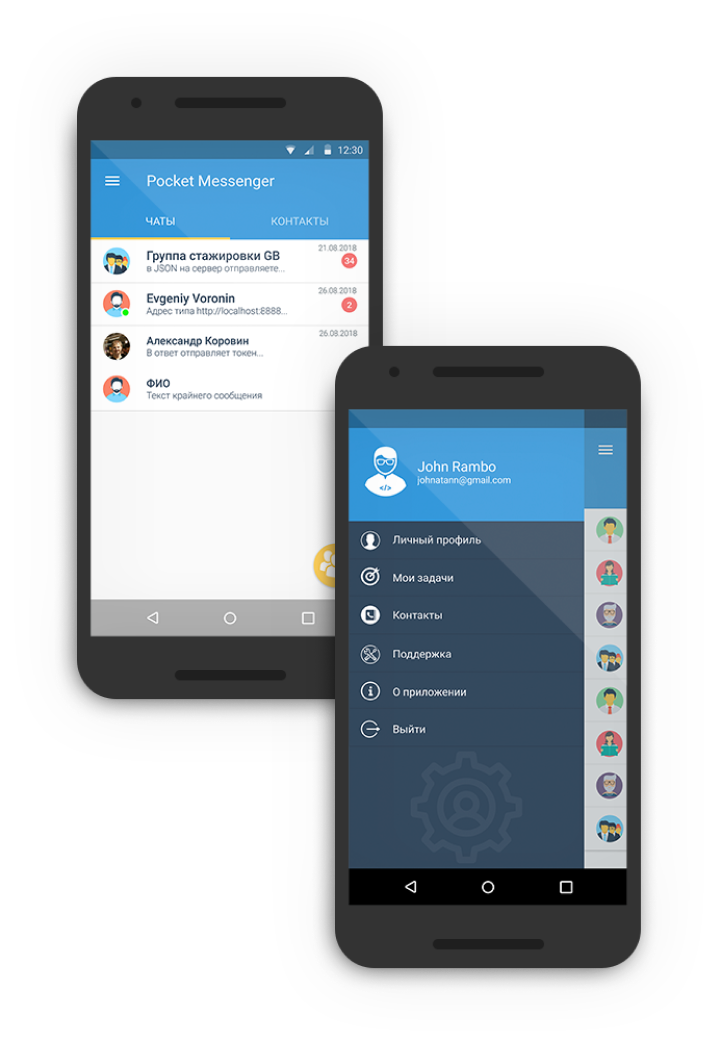 12:30
Pocket Messenger
ЧАТЫ
КОНТАКТЫ
21.08.2018
Группа стажировки GB
34
в JSON на сервер отправляете...
26.08.2018
Evgeniy Voronin
2
Адрес типа http://localhost:8888...
26.08.2018
Александр Коровин
В ответ отправляет токен...
ФИО
Текст крайнего сообщения
John Rambo
johnatann@gmail.com
</>
Личный профиль
Мои задачи
Контакты
Поддержка
О приложении
Выйти